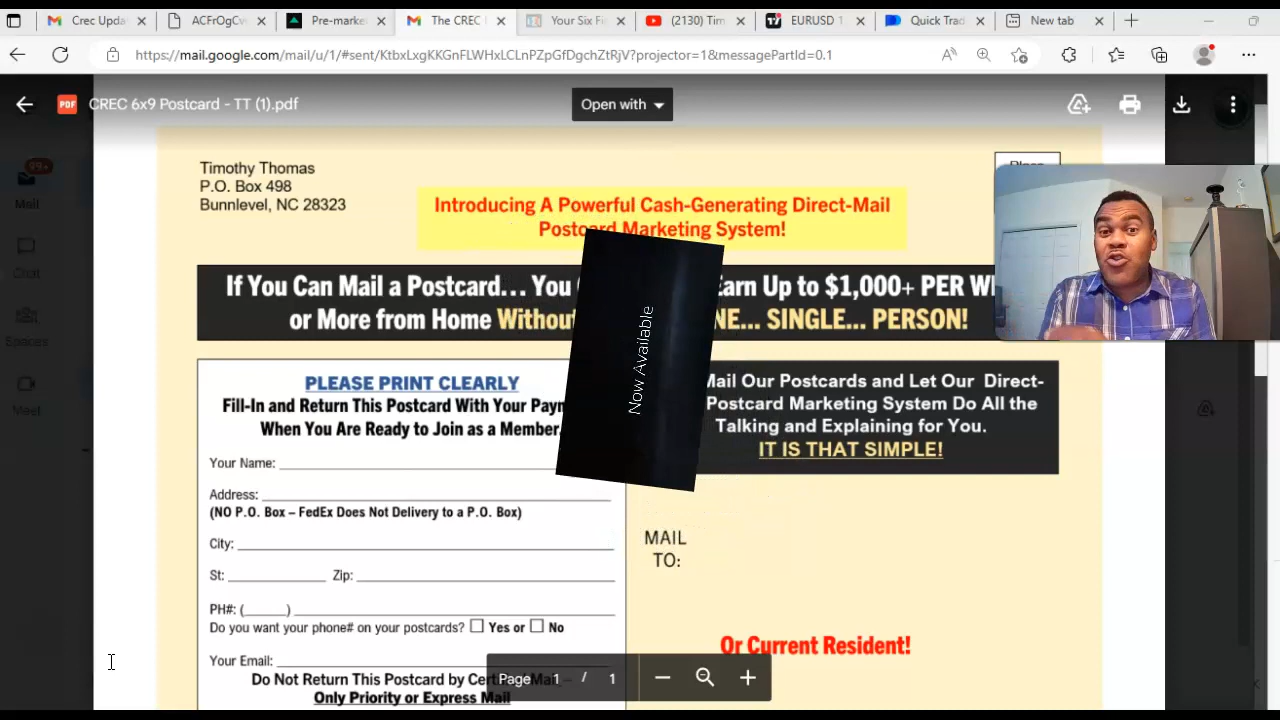 Crec Upda
ACFrOgCv
Pre-marke
The CREC
Your Six Fi
(2130) Tim
EURUSD 1
Quick Trad
New tab
https://mail.google.com/mail/u/1/#sent/KtbxLxgKKGnFLWHxLCLnPZpGfDgchZtRjV?projector=1&messagePartId=0.1
PDF CREC 6x9 Postcard - TT (1).pdf
Open with
99+
Mail
Chat
Spaces
Meet
Timothy Thomas
P.O. Box 498
Bunnlevel, NC 28323
Introducing A Powerful Cash-Generating Direct-Mail
Postcard Marketing System!
If You Can Mail a Postcard... You Earn Up to $1,000+ PER
or More from Home Without NE... SINGLE... PERSON!
Now Available
PLEASE PRINT CLEARLY
Fill-In and Return This Postcard With Your
When You Are Ready to Join as a Member.
Your Name:
Address:
(NO P.O. Box – FedEx Does Not Delivery to a P.O. Box)
City:
St: Zip:
PH#: ( )
Do you want your phone# on your postcards? Yes or No
Your Email:
Do Not Return This Postcard by
Only Priority or Express Mail
Mail Our Postcards and Let Our Direct-
Postcard Marketing System Do All the
Talking and Explaining for You.
IT IS THAT SIMPLE!
MAIL
TO:
Or Current Resident!
Page 1 / 1